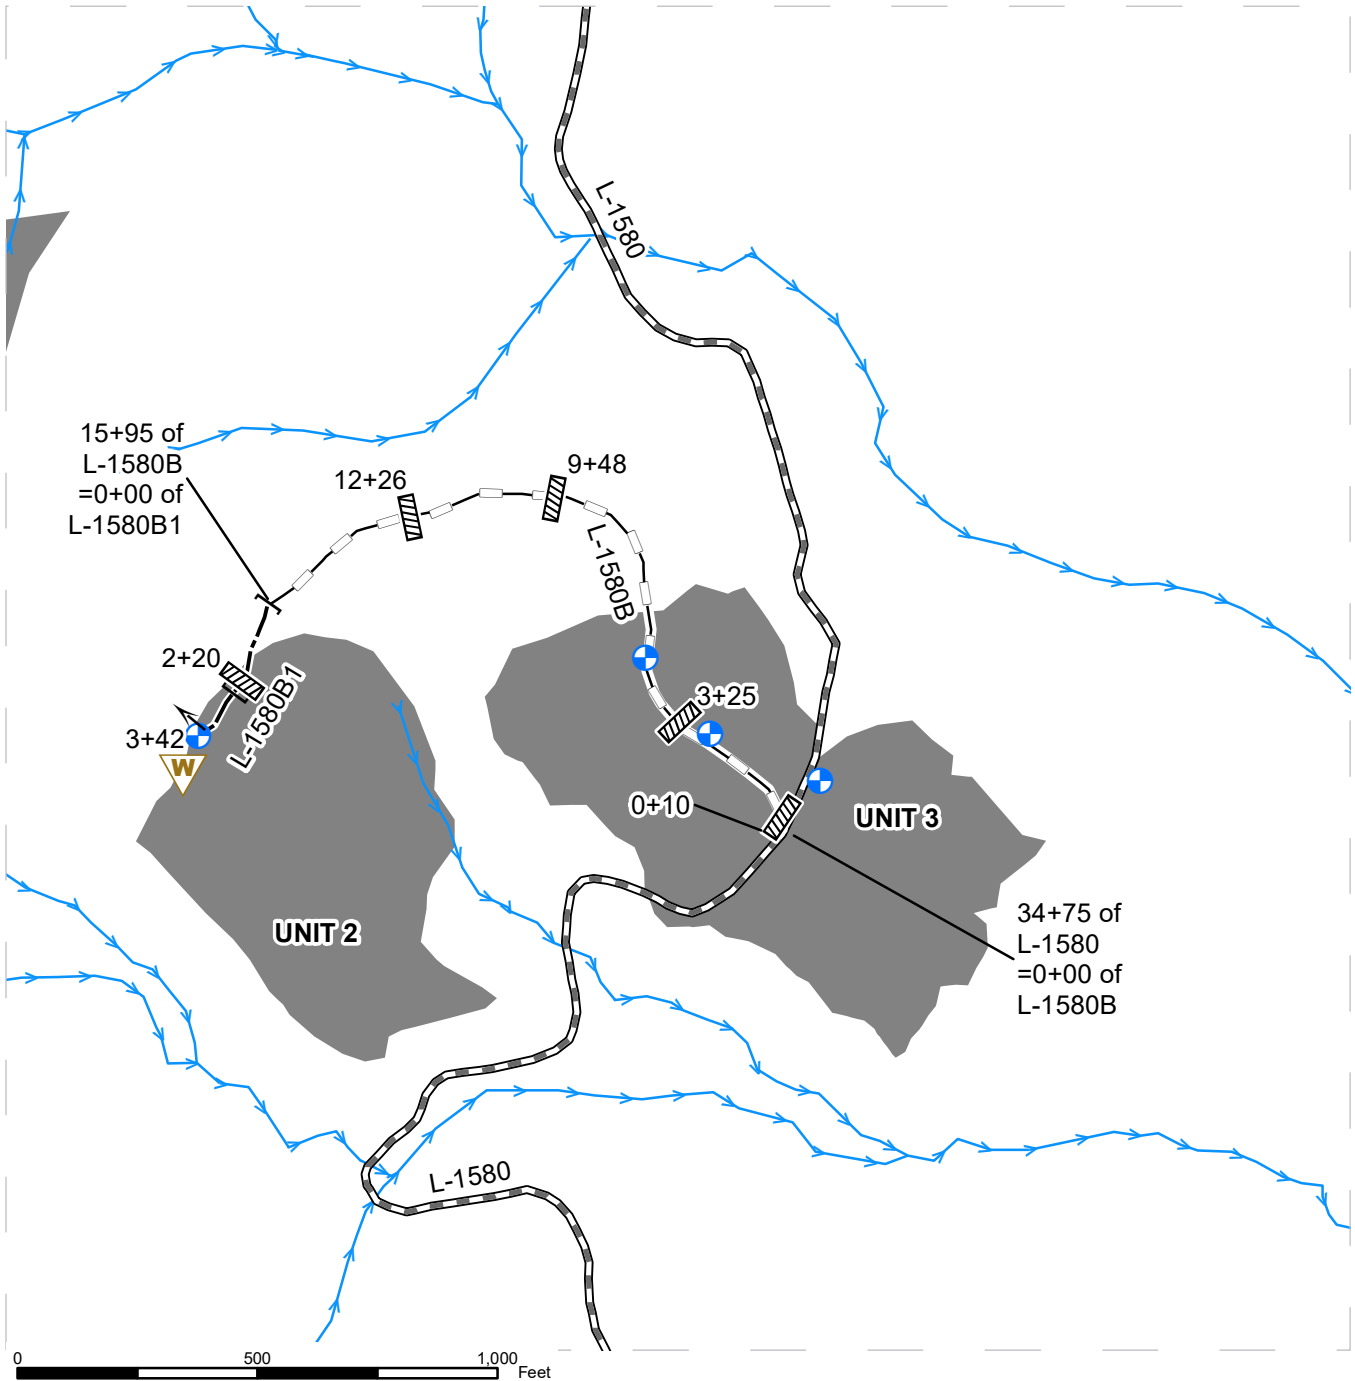 L-1580
15+95 of
L-1580B
=0+00 of
L-1580B1
12+26
9+48
L-1580B
2+20
L-1580B1
3+25
3+42
W
0+10
UNIT 3
UNIT 2
34+75 of
L-1580
=0+00 of
L-1580B
L-1580
0 500 1,000
Feet